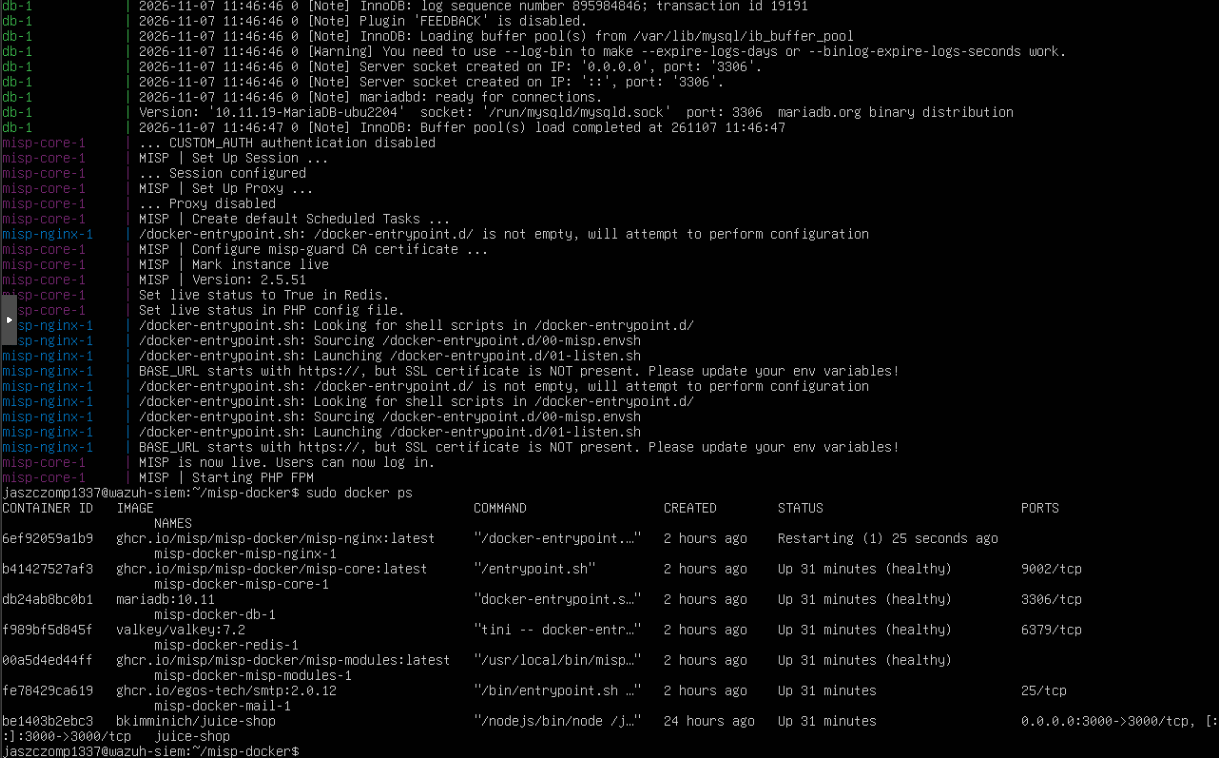 db-1 | 2026-11-07 11:46:46 0 [Note] InnoDB: log sequence number 895984846; transaction id 19191
db-1 | 2026-11-07 11:46:46 0 [Note] Plugin 'FEEDBACK' is disabled.
db-1 | 2026-11-07 11:46:46 0 [Note] InnoDB: Loading buffer pool(s) from /var/lib/mysql/ib_buffer_pool
db-1 | 2026-11-07 11:46:46 0 [Warning] You need to use --log-bin to make --expire-logs-days or --binlog-expire-logs-seconds work.
db-1 | 2026-11-07 11:46:46 0 [Note] Server socket created on IP: '0.0.0.0', port: '3306'.
db-1 | 2026-11-07 11:46:46 0 [Note] Server socket created on IP: '::', port: '3306'.
db-1 | 2026-11-07 11:46:46 0 [Note] mariadbd: ready for connections.
db-1 | Version: '10.11.19-MariaDB-ubu2204' socket: '/run/mysqld/mysqld.sock' port: 3306 mariadb.org binary distribution
db-1 | 2026-11-07 11:46:47 0 [Note] InnoDB: Buffer pool(s) load completed at 261107 11:46:47
misp-core-1 | ... CUSTOM_AUTH authentication disabled
misp-core-1 | MISP | Set Up Session ...
misp-core-1 | ... Session configured
misp-core-1 | MISP | Set Up Proxy ...
misp-core-1 | ... Proxy disabled
misp-core-1 | MISP | Create default Scheduled Tasks ...
misp-nginx-1 | /docker-entrypoint.sh: /docker-entrypoint.d/ is not empty, will attempt to perform configuration
misp-core-1 | MISP | Configure misp-guard CA certificate ...
misp-core-1 | MISP | Mark instance live
misp-core-1 | MISP | Version: 2.5.51
misp-core-1 | Set live status to True in Redis.
sp-core-1 | Set live status in PHP config file.
sp-nginx-1 | /docker-entrypoint.sh: Looking for shell scripts in /docker-entrypoint.d/
sp-nginx-1 | /docker-entrypoint.sh: Sourcing /docker-entrypoint.d/00-misp.envsh
misp-nginx-1 | /docker-entrypoint.sh: Launching /docker-entrypoint.d/01-listen.sh
misp-nginx-1 | BASE_URL starts with https://, but SSL certificate is NOT present. Please update your env variables!
misp-nginx-1 | /docker-entrypoint.sh: /docker-entrypoint.d/ is not empty, will attempt to perform configuration
misp-nginx-1 | /docker-entrypoint.sh: Looking for shell scripts in /docker-entrypoint.d/
misp-nginx-1 | /docker-entrypoint.sh: Sourcing /docker-entrypoint.d/00-misp.envsh
misp-nginx-1 | /docker-entrypoint.sh: Launching /docker-entrypoint.d/01-listen.sh
misp-nginx-1 | BASE_URL starts with https://, but SSL certificate is NOT present. Please update your env variables!
misp-core-1 | MISP is now live. Users can now log in.
misp-core-1 | MISP | Starting PHP FPM
jaszczomp1337@wazuh-siem:~/misp-docker$ sudo docker ps
CONTAINER ID IMAGE COMMAND CREATED STATUS PORTS
NAMES
6ef92059a1b9 ghcr.io/misp/misp-docker/misp-nginx:latest "/docker-entrypoint.…" 2 hours ago Restarting (1) 25 seconds ago
misp-docker-misp-nginx-1
b41427527af3 ghcr.io/misp/misp-docker/misp-core:latest "/entrypoint.sh" 2 hours ago Up 31 minutes (healthy) 9002/tcp
misp-docker-misp-core-1
db24ab8bc0b1 mariadb:10.11 "docker-entrypoint.s…" 2 hours ago Up 31 minutes (healthy) 3306/tcp
misp-docker-db-1
f989bf5d845f valkey/valkey:7.2 "tini -- docker-entr…" 2 hours ago Up 31 minutes (healthy) 6379/tcp
misp-docker-redis-1
00a5d4ed44ff ghcr.io/misp/misp-docker/misp-modules:latest "/usr/local/bin/misp…" 2 hours ago Up 31 minutes (healthy)
misp-docker-misp-modules-1
fe78429ca619 ghcr.io/egos-tech/smtp:2.0.12 "/bin/entrypoint.sh …" 2 hours ago Up 31 minutes 25/tcp
misp-docker-mail-1
be1403b2ebc3 bkimminich/juice-shop "/nodejs/bin/node /j…" 24 hours ago Up 31 minutes 0.0.0.0:3000->3000/tcp, [:
:]:3000->3000/tcp juice-shop
jaszczomp1337@wazuh-siem:~/misp-docker$